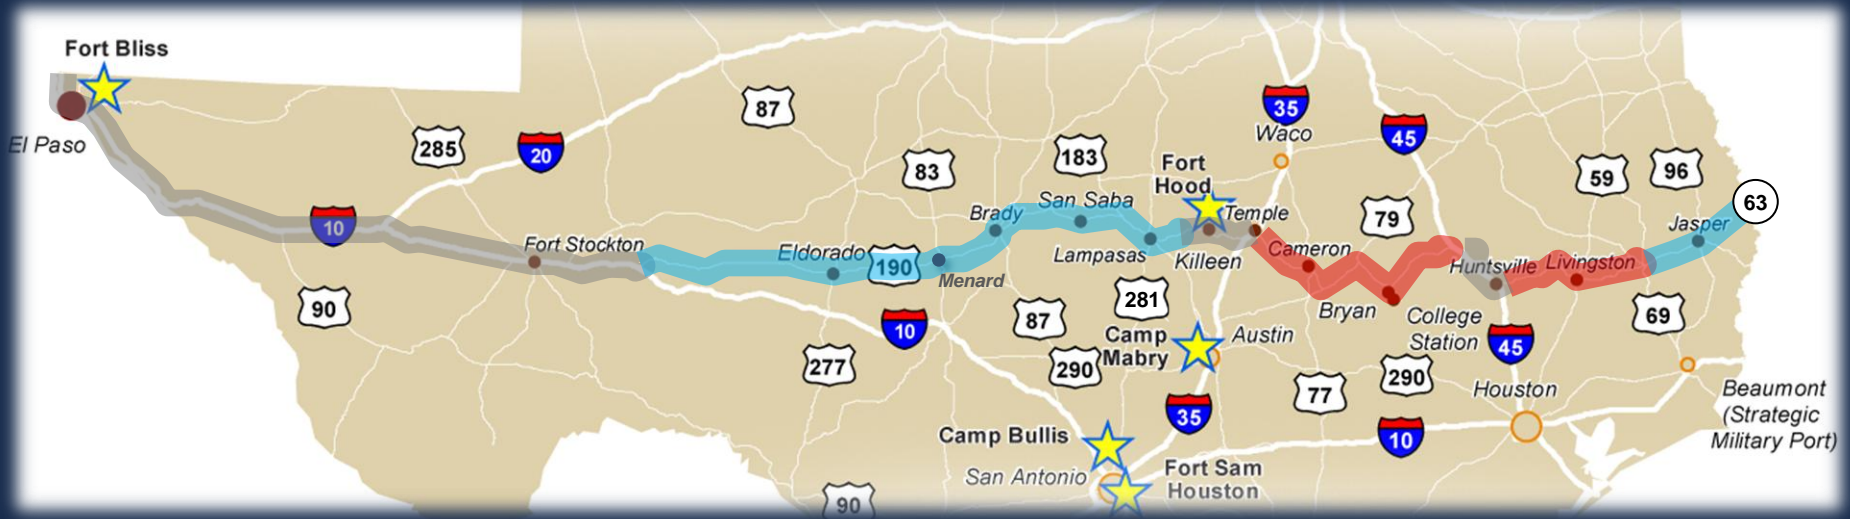 Fort Bliss
El Paso
285
20
87
83
183
35
Waco
45
Fort
Hood
59
96
63
10
Fort Stockton
Brady
San Saba
Temple
79
Jasper
Eldorado
190
Menard
Lampasas
Killeen
Cameron
Huntsville
Livingston
90
10
277
87
281
Camp
Mabry
290
Austin
Bryan
College
Station
45
69
77
290
Houston
Beaumont
(Strategic
Military Port)
35
10
Camp Bullis
San Antonio
Fort Sam
Houston
90